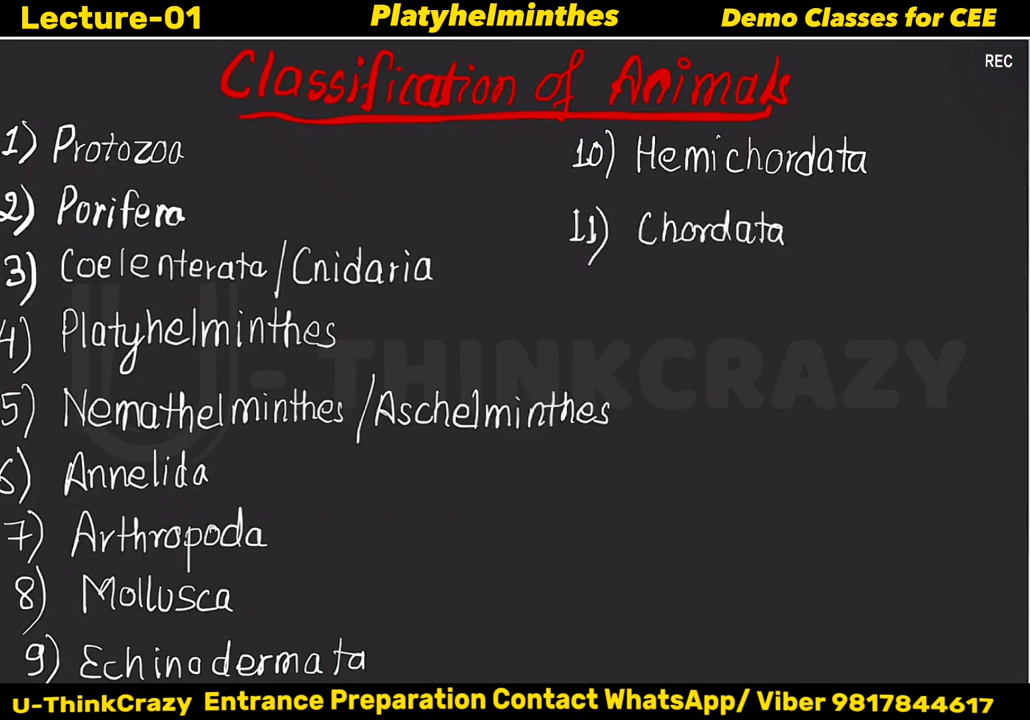 Lecture-01 Platyhelminthes Demo Classes for CEE
REC
Classification of Animals
1) Protozoa
2) Porifera
3) Coelenterata/Cnidaria
4) Platyhelminthes
5) Nemathelminthes/Aschelminthes
6) Annelida
7) Arthropoda
8) Mollusca
9) Echinodermata
10) Hemichordata
11) Chordata
U-THINKCRAZY
U-ThinkCrazy Entrance Preparation Contact WhatsApp/ Viber 9817844617